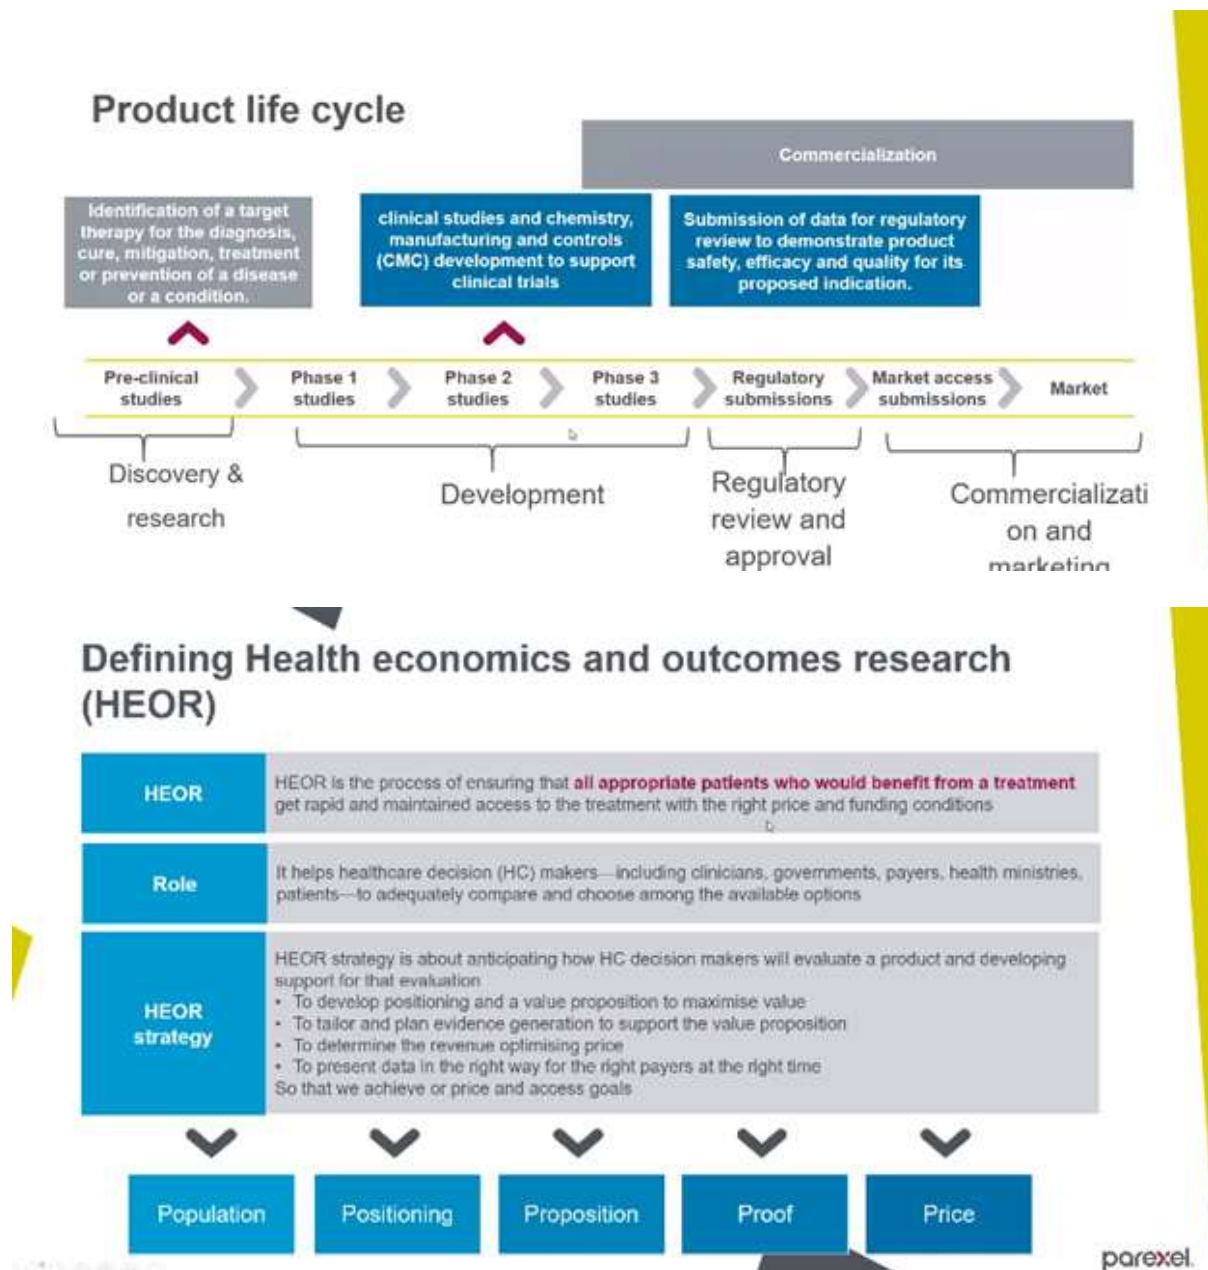 Product life cycle
Commercialization
Identification of a target
therapy for the diagnosis,
cure, mitigation, treatment
or prevention of a disease
or a condition.
clinical studies and chemistry,
manufacturing and controls
(CMC) development to support
clinical trials
Submission of data for regulatory
review to demonstrate product
safety, efficacy and quality for its
proposed indication.
Pre-clinical
studies
Phase 1
studies
Phase 2
studies
Phase 3
studies
Regulatory
submissions
Market access
submissions
Market
Discovery &
research
Development
Regulatory
review and
approval
Commercializati
on and
marketing
Defining Health economics and outcomes research
(HEOR)
HEOR
HEOR is the process of ensuring that all appropriate patients who would benefit from a treatment
get rapid and maintained access to the treatment with the right price and funding conditions
Role
It helps healthcare decision (HC) makers—including clinicians, governments, payers, health ministries,
patients—to adequately compare and choose among the available options
HEOR
strategy
HEOR strategy is about anticipating how HC decision makers will evaluate a product and developing
support for that evaluation
• To develop positioning and a value proposition to maximise value
• To tailor and plan evidence generation to support the value proposition
• To determine the revenue optimising price
• To present data in the right way for the right payers at the right time
So that we achieve or price and access goals
Population
Positioning
Proposition
Proof
Price
parexel.